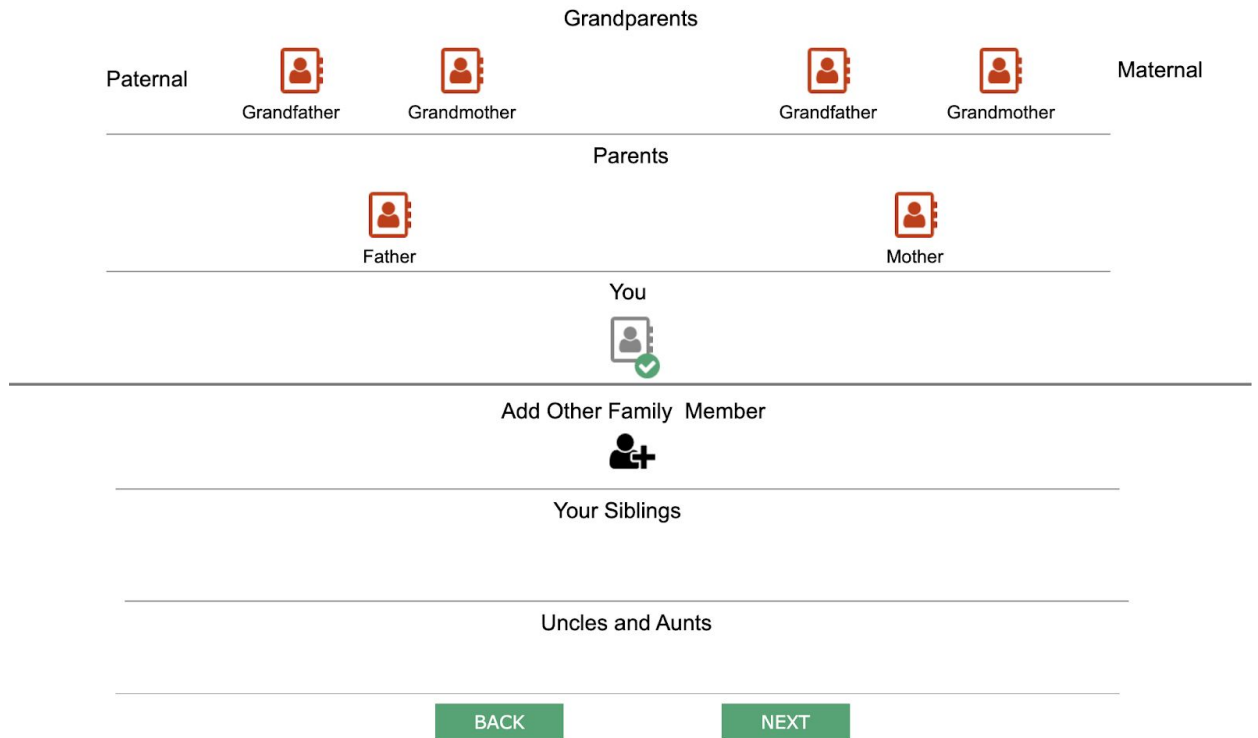 Grandparents
Paternal
Maternal
Grandfather Grandmother Grandfather Grandmother
Parents
Father Mother
You
Add Other Family  Member
Your Siblings
Uncles and Aunts
BACK NEXT